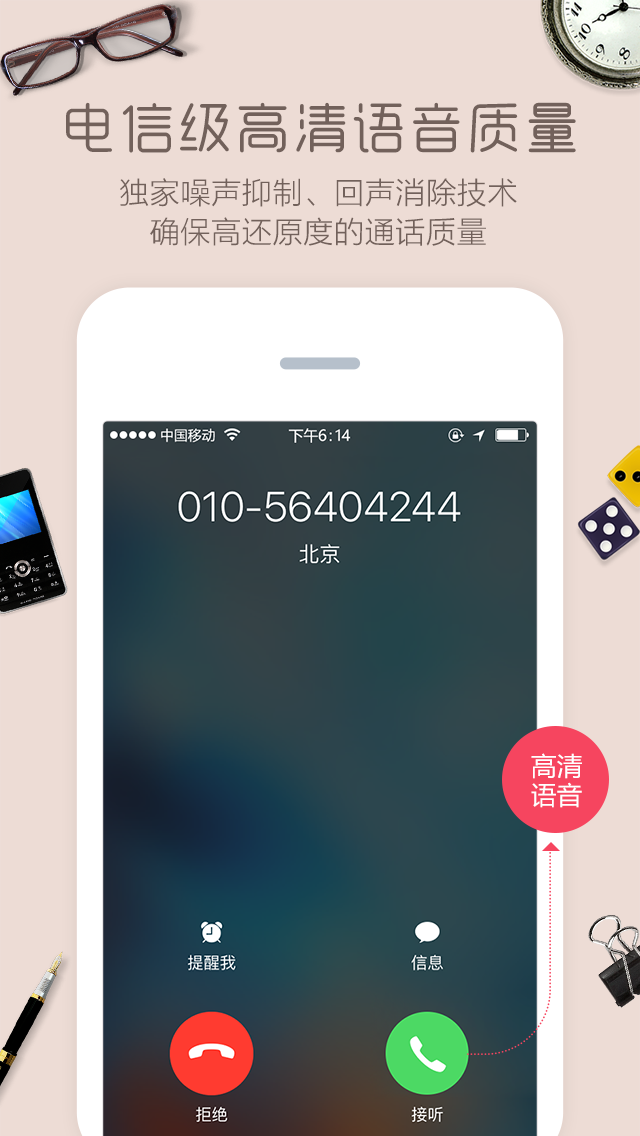 电信级高清语音质量
独家噪声抑制、回声消除技术
确保高还原度的通话质量
中国移动 下午6:14
010-56404244
北京
高清
语音
提醒我 信息
拒绝 接听